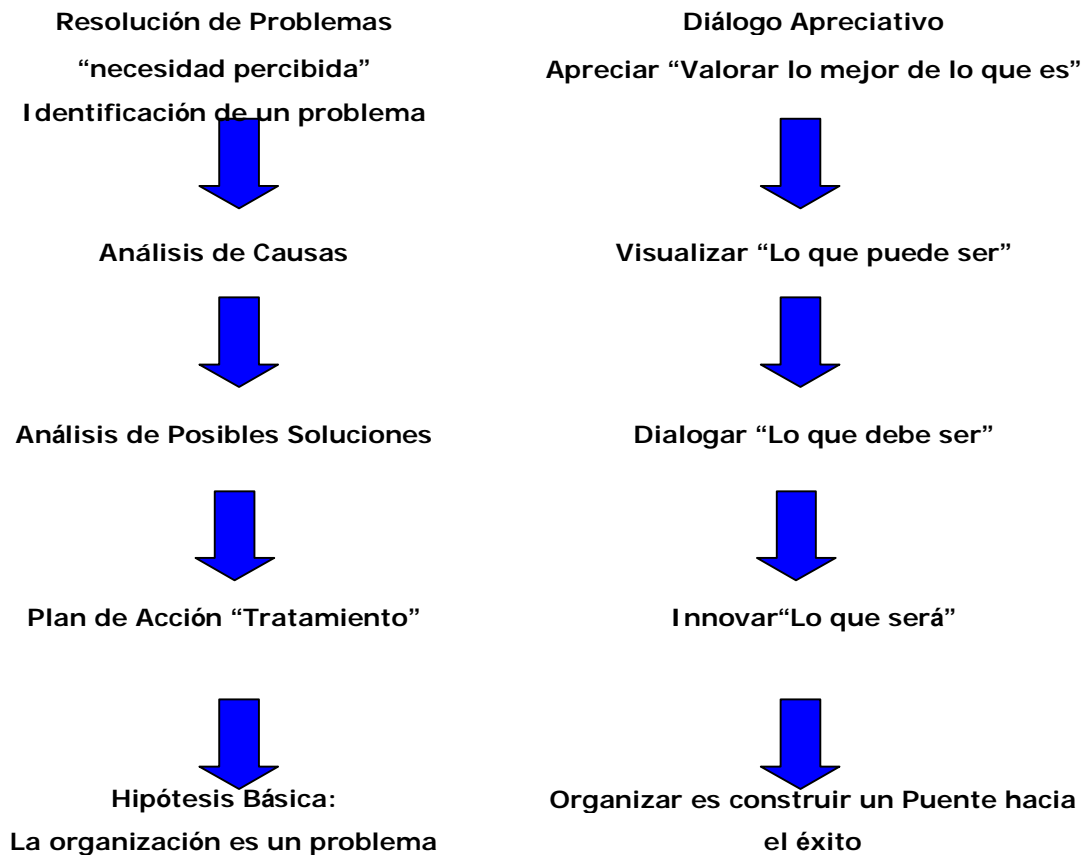 Resolución de Problemas
“necesidad percibida”
Identificación de un problema
Análisis de Causas
Análisis de Posibles Soluciones
Plan de Acción “Tratamiento”
Hipótesis Básica:
La organización es un problema
Diálogo Apreciativo
Apreciar “Valorar lo mejor de lo que es”
Visualizar “Lo que puede ser”
Dialogar “Lo que debe ser”
Innovar“Lo que será”
Organizar es construir un Puente hacia
el éxito